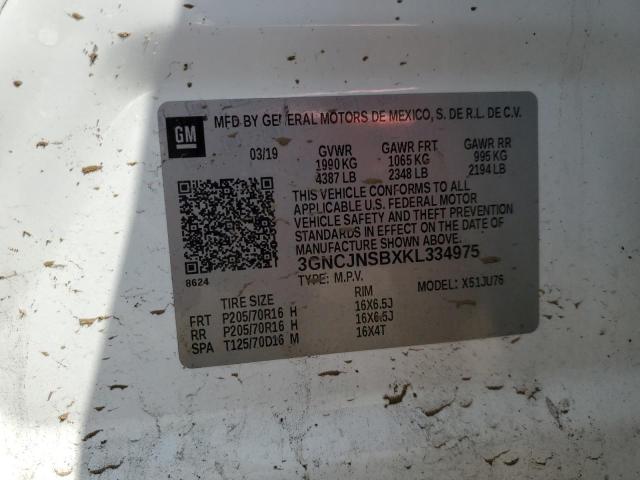 GM
MFD BY GENERAL MOTORS DE MEXICO, S. DE R.L. DE C.V.
03/19 GVWR GAWR FRT GAWR RR
1990 KG 1065 KG 995 KG
4387 LB 2348 LB 2194 LB
THIS VEHICLE CONFORMS TO ALL
APPLICABLE U.S. FEDERAL MOTOR
VEHICLE SAFETY AND THEFT PREVENTION
STANDARDS IN EFFECT ON THE DATE OF
MANUFACTURE SHOWN ABOVE.
3GNCJNSBXKL334975
8624 TYPE: M.P.V. MODEL: X51JU76
TIRE SIZE RIM
FRT P205/70R16 H 16X6.5J
RR P205/70R16 H 16X6.5J
SPA T125/70D16 M 16X4T